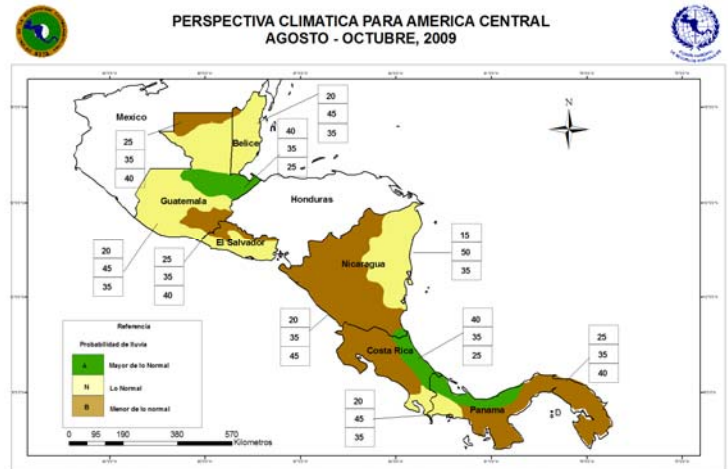 PERSPECTIVA CLIMATICA PARA AMERICA CENTRAL
AGOSTO - OCTUBRE, 2009
Mexico
Belice
Guatemala
Honduras
El Salvador
Nicaragua
Costa Rica
Panama
N
20
45
35
25
35
40
40
35
25
20
45
35
25
35
40
15
50
35
20
35
45
40
35
25
25
35
40
20
45
35
D
Referencia
Probabilidad de lluvia
A Mayor de lo Normal
N Lo Normal
B Menor de lo normal
0 95 190 380 570
Kilometros